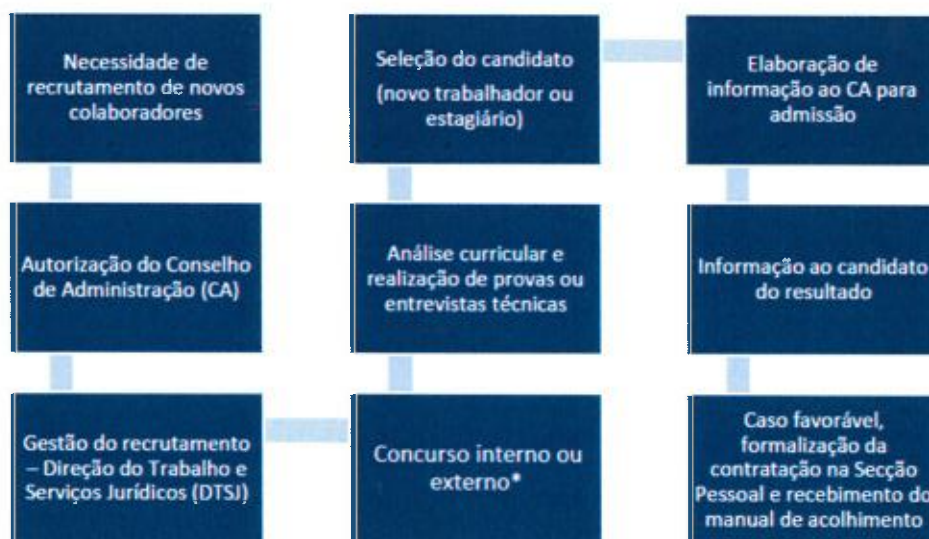 Necessidade de
recrutamento de novos
colaboradores
Autorização do Conselho
de Administração (CA)
Gestão do recrutamento
– Direção do Trabalho e
Serviços Jurídicos (DTSJ)
Concurso interno ou
externo*
Análise curricular e
realização de provas ou
entrevistas técnicas
Seleção do candidato
(novo trabalhador ou
estagiário)
Elaboração de
informação ao CA para
admissão
Informação ao candidato
do resultado
Caso favorável,
formalização da
contratação na Secção
Pessoal e recebimento do
manual de acolhimento